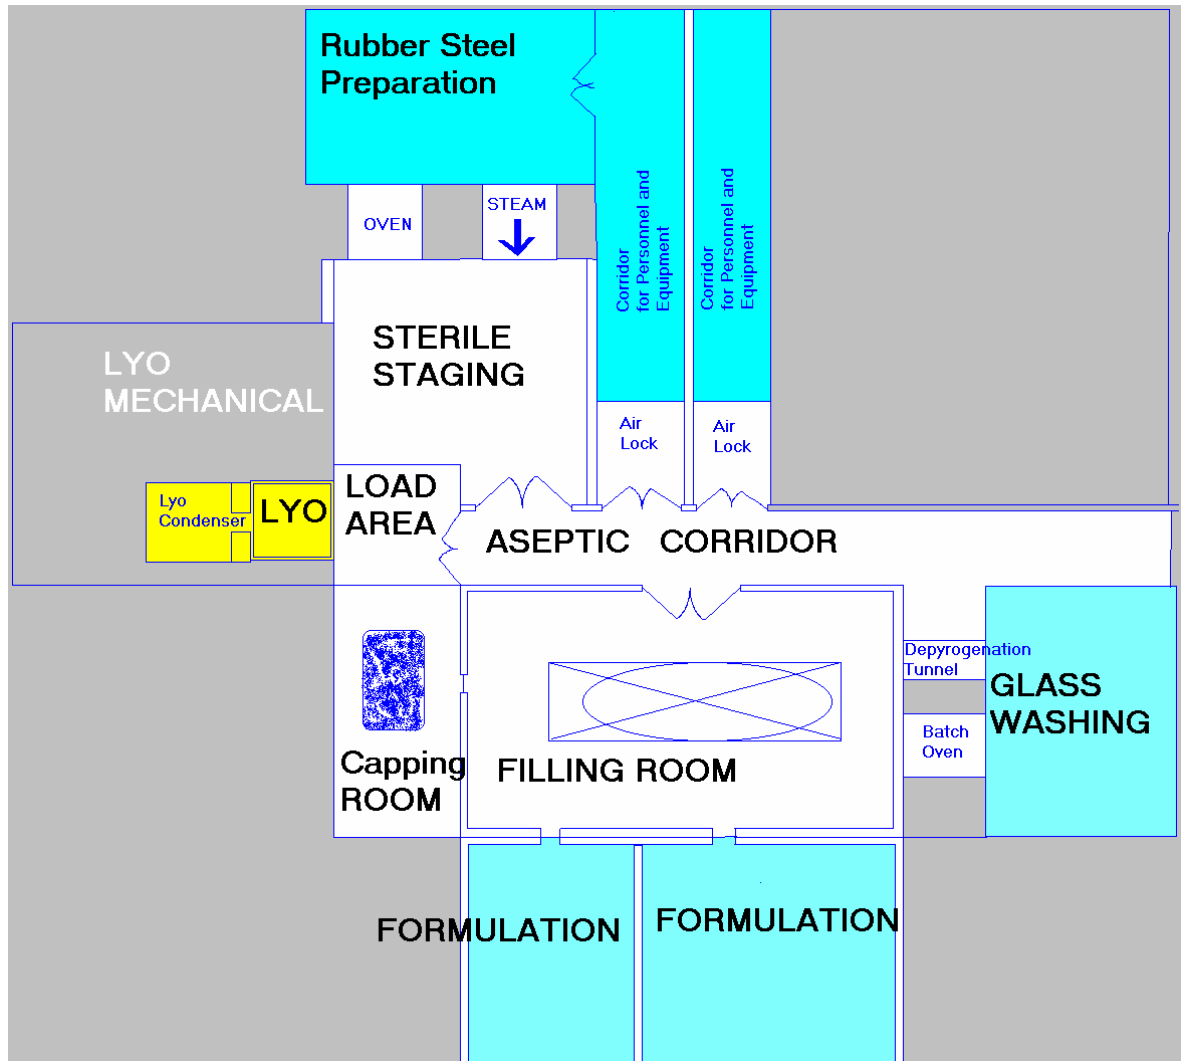 Rubber Steel
Preparation
OVEN
STEAM
Corridor
for Personnel and
Equipment
Corridor
for Personnel and
Equipment
STERILE
STAGING
LYO
MECHANICAL
Air
Lock
Air
Lock
Lyo
Condenser
LYO
LOAD
AREA
ASEPTIC CORRIDOR
Depyrogenation
Tunnel
GLASS
WASHING
Batch
Oven
Capping
ROOM
FILLING ROOM
FORMULATION
FORMULATION